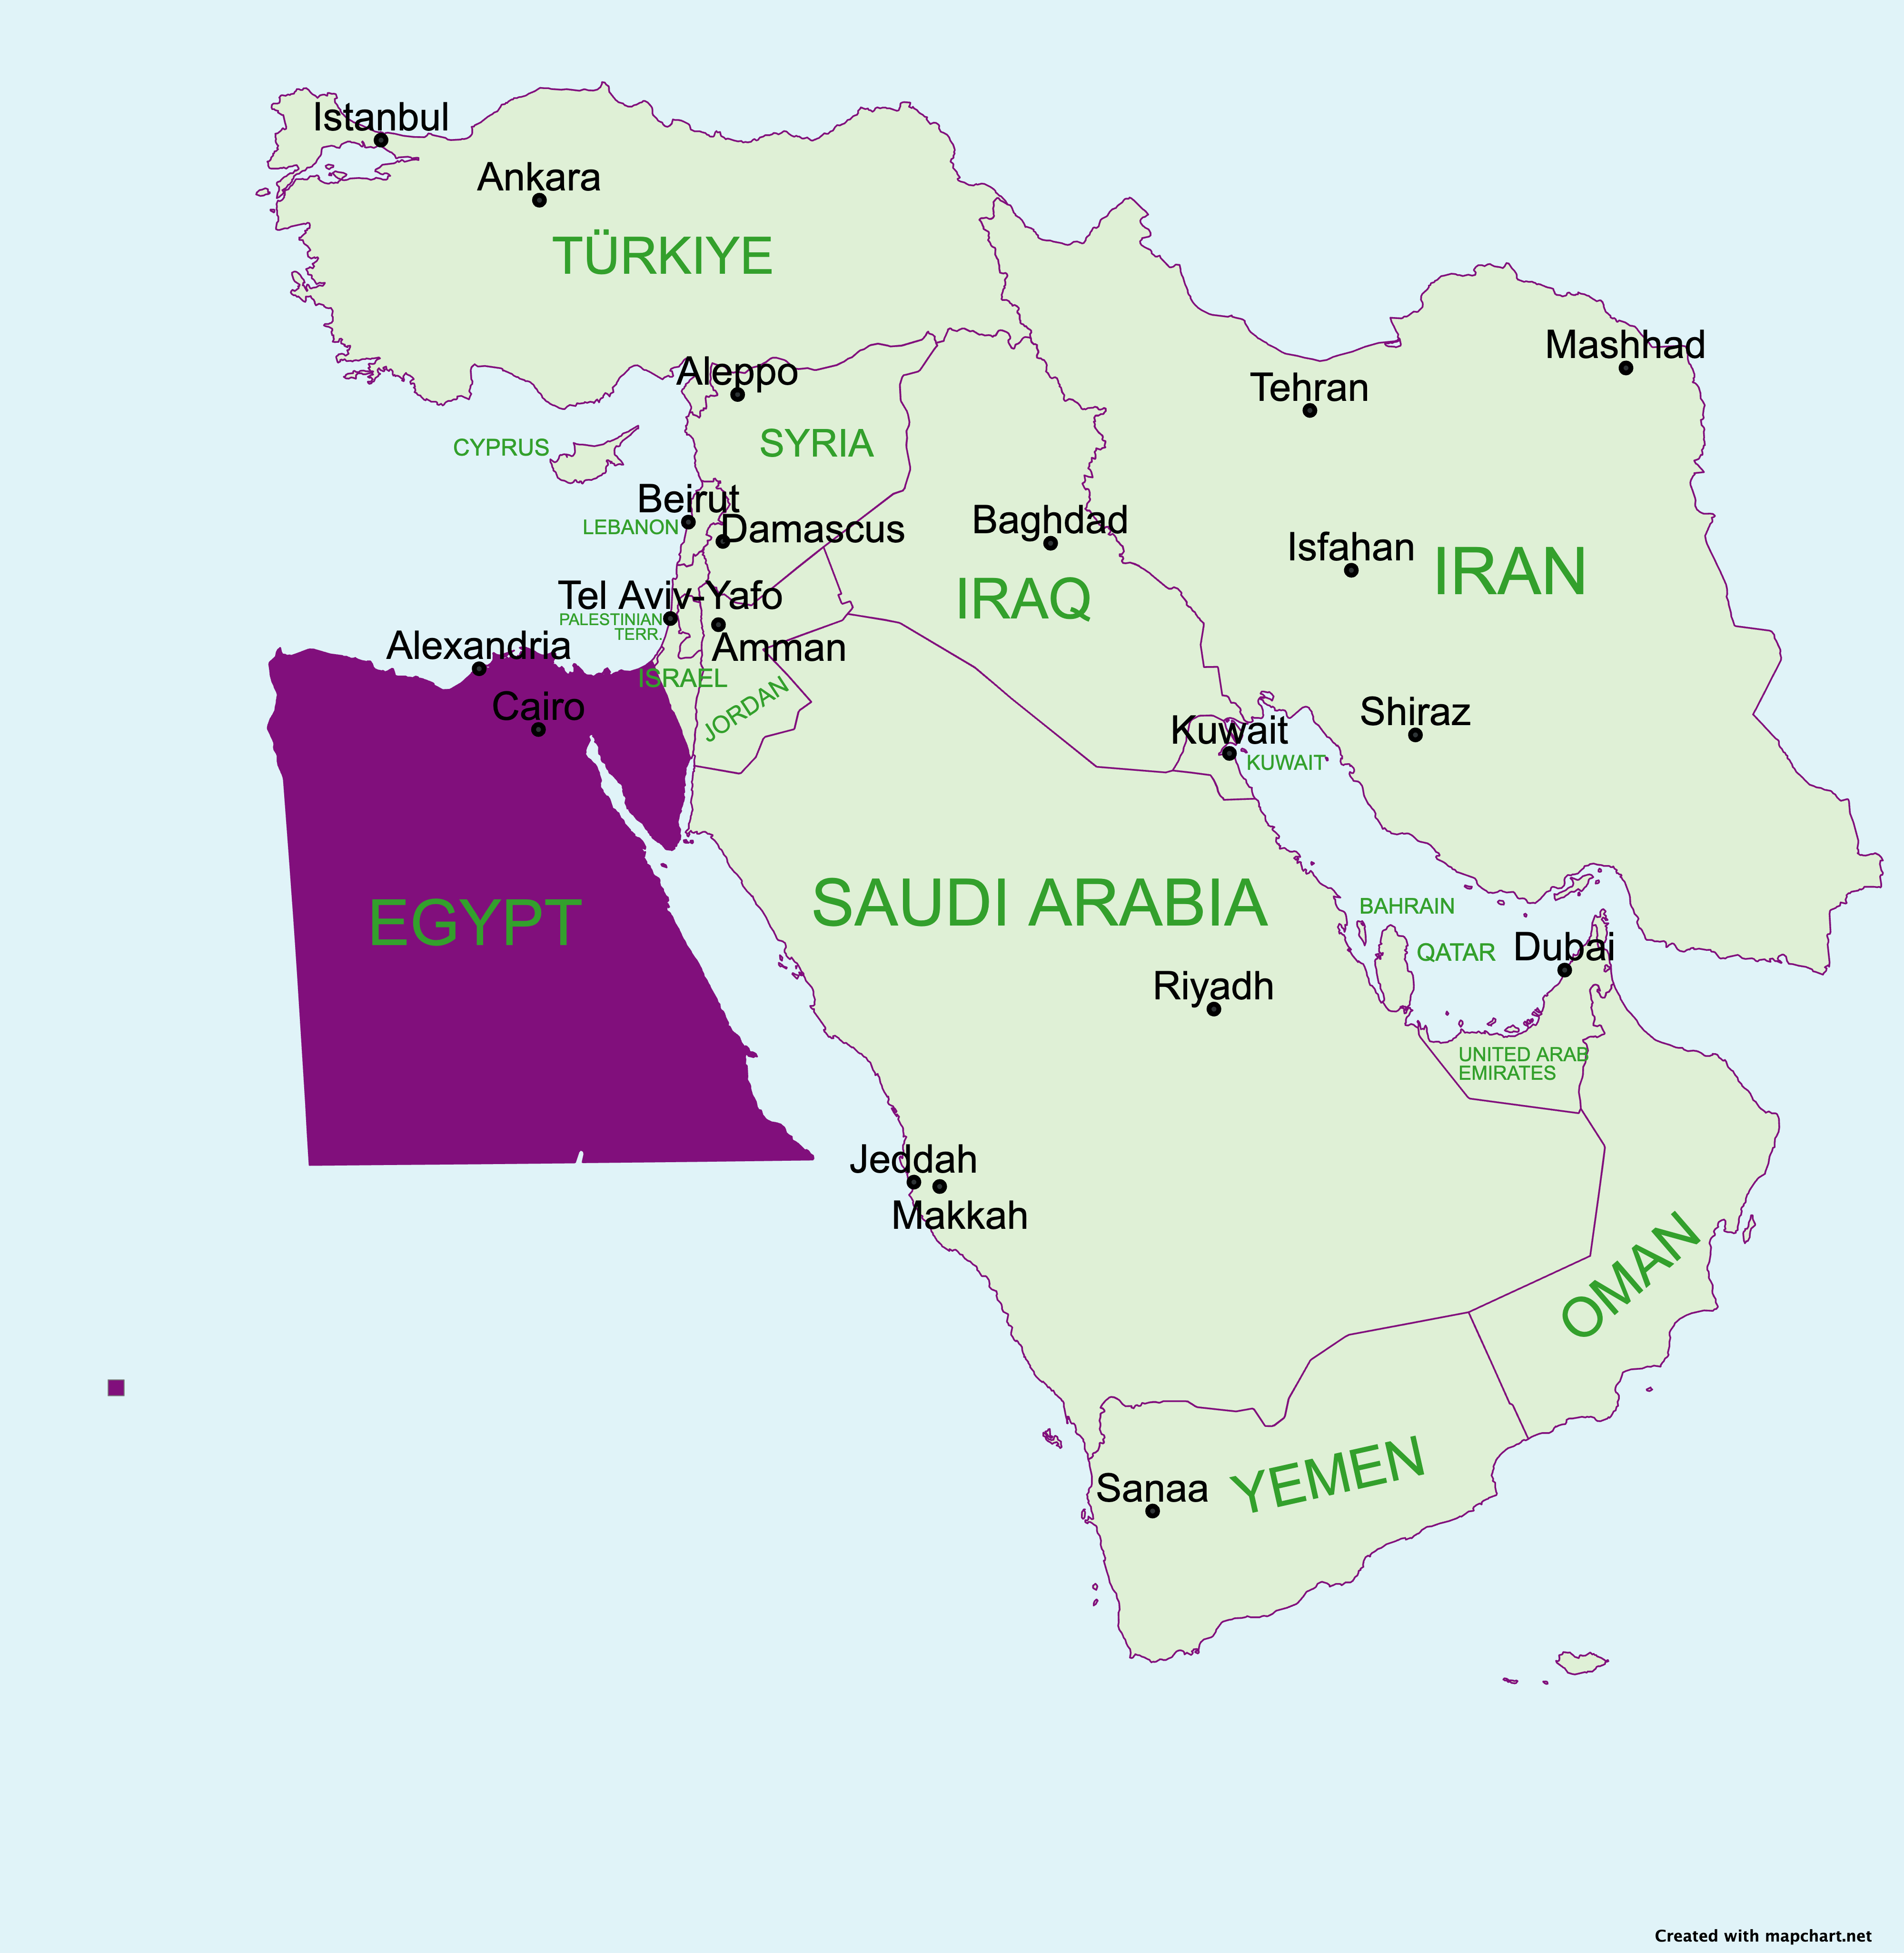 Istanbul
Ankara
TÜRKIYE
Mashhad
Aleppo
Tehran
CYPRUS
SYRIA
Beirut
LEBANON
Damascus
Baghdad
Isfahan
IRAN
Tel Aviv-Yafo
IRAQ
PALESTINIAN
TERR.
Alexandria
Amman
ISRAEL
JORDAN
Cairo
Shiraz
Kuwait
KUWAIT
EGYPT
SAUDI ARABIA
BAHRAIN
QATAR
Dubai
Riyadh
UNITED ARAB
EMIRATES
Jeddah
Makkah
OMAN
YEMEN
Sanaa
Created with mapchart.net